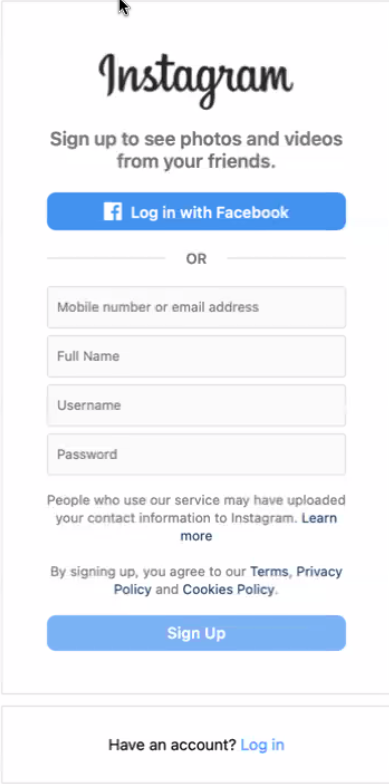 Instagram
Sign up to see photos and videos
from your friends.
Log in with Facebook
OR
Mobile number or email address
Full Name
Username
Password
People who use our service may have uploaded
your contact information to Instagram. Learn
more
By signing up, you agree to our Terms, Privacy
Policy and Cookies Policy.
Sign Up
Have an account? Log in